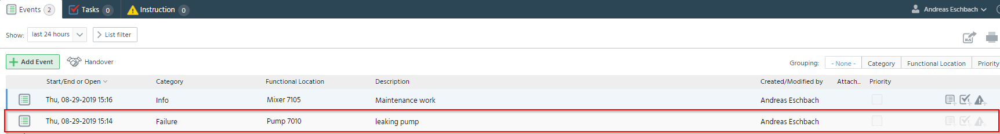 Events 2 Tasks 0 Instruction 0 Andreas Eschbach
Show: last 24 hours List filter XLS
Add Event Handover Grouping: - None - Category Functional Location Priority
Start/End or Open Category Functional Location Description Created/Modified by Attach... Priority
Thu, 08-29-2019 15:16 Info Mixer 7105 Maintenance work Andreas Eschbach
Thu, 08-29-2019 15:14 Failure Pump 7010 leaking pump Andreas Eschbach